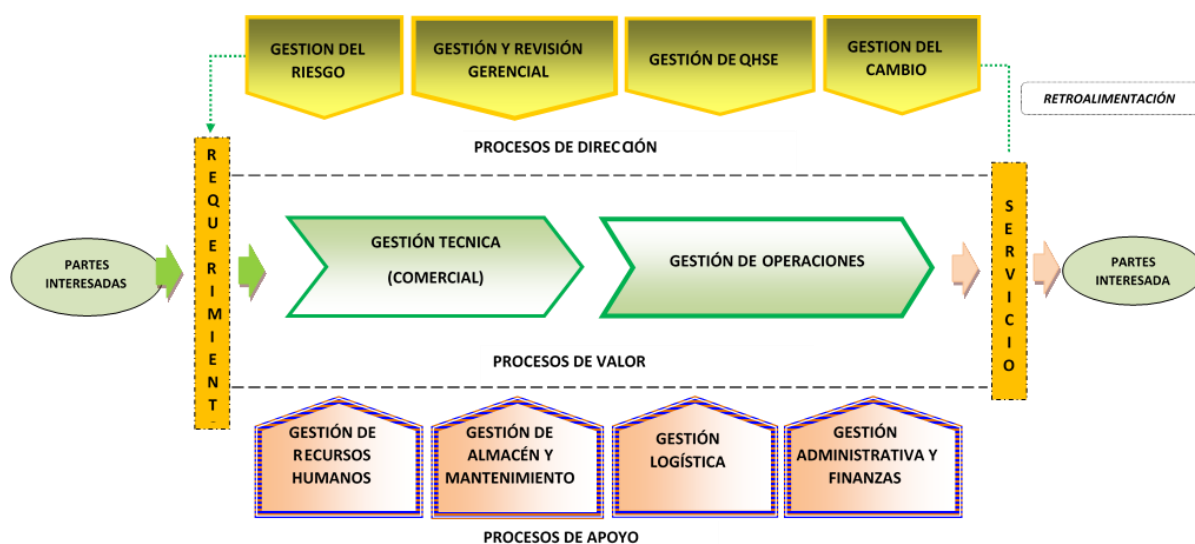 GESTION DEL
RIESGO
GESTIÓN Y REVISIÓN
GERENCIAL
GESTIÓN DE QHSE
GESTION DEL
CAMBIO
RETROALIMENTACIÓN
PROCESOS DE DIRECCIÓN
REQUERIMIENT
PARTES
INTERESADAS
GESTIÓN TECNICA
(COMERCIAL)
GESTIÓN DE OPERACIONES
SERVICIO
PARTES
INTERESADA
PROCESOS DE VALOR
GESTIÓN DE
RECURSOS
HUMANOS
GESTIÓN DE
ALMACÉN Y
MANTENIMIENTO
GESTIÓN
LOGÍSTICA
GESTIÓN
ADMINISTRATIVA Y
FINANZAS
PROCESOS DE APOYO